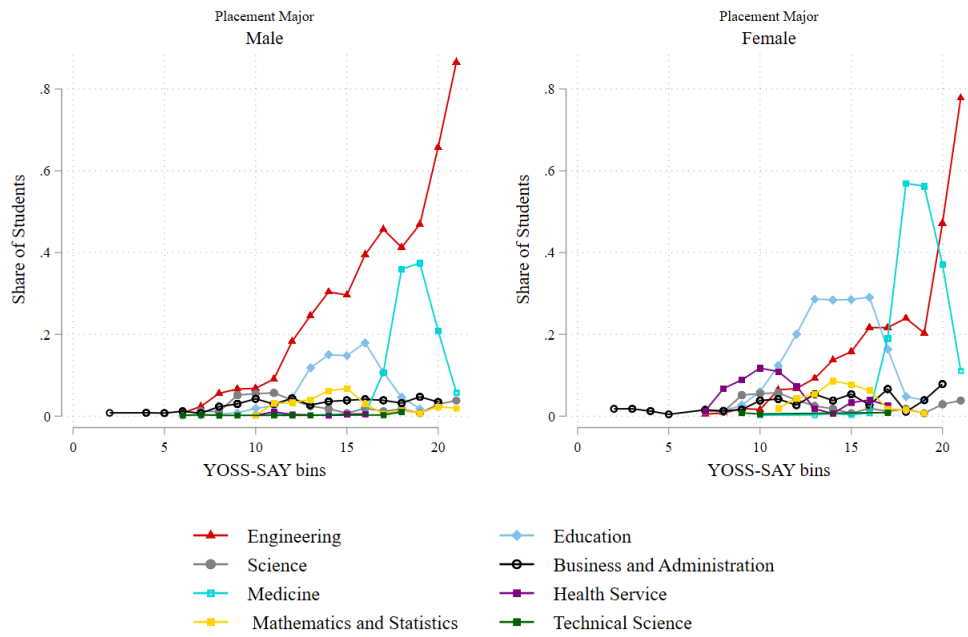 Placement Major
Male
Share of Students
.8
.6
.4
.2
0
0 5 10 15 20
YOSS-SAY bins
Placement Major
Female
Share of Students
.8
.6
.4
.2
0
0 5 10 15 20
YOSS-SAY bins
Engineering
Education
Science
Business and Administration
Medicine
Health Service
Mathematics and Statistics
Technical Science